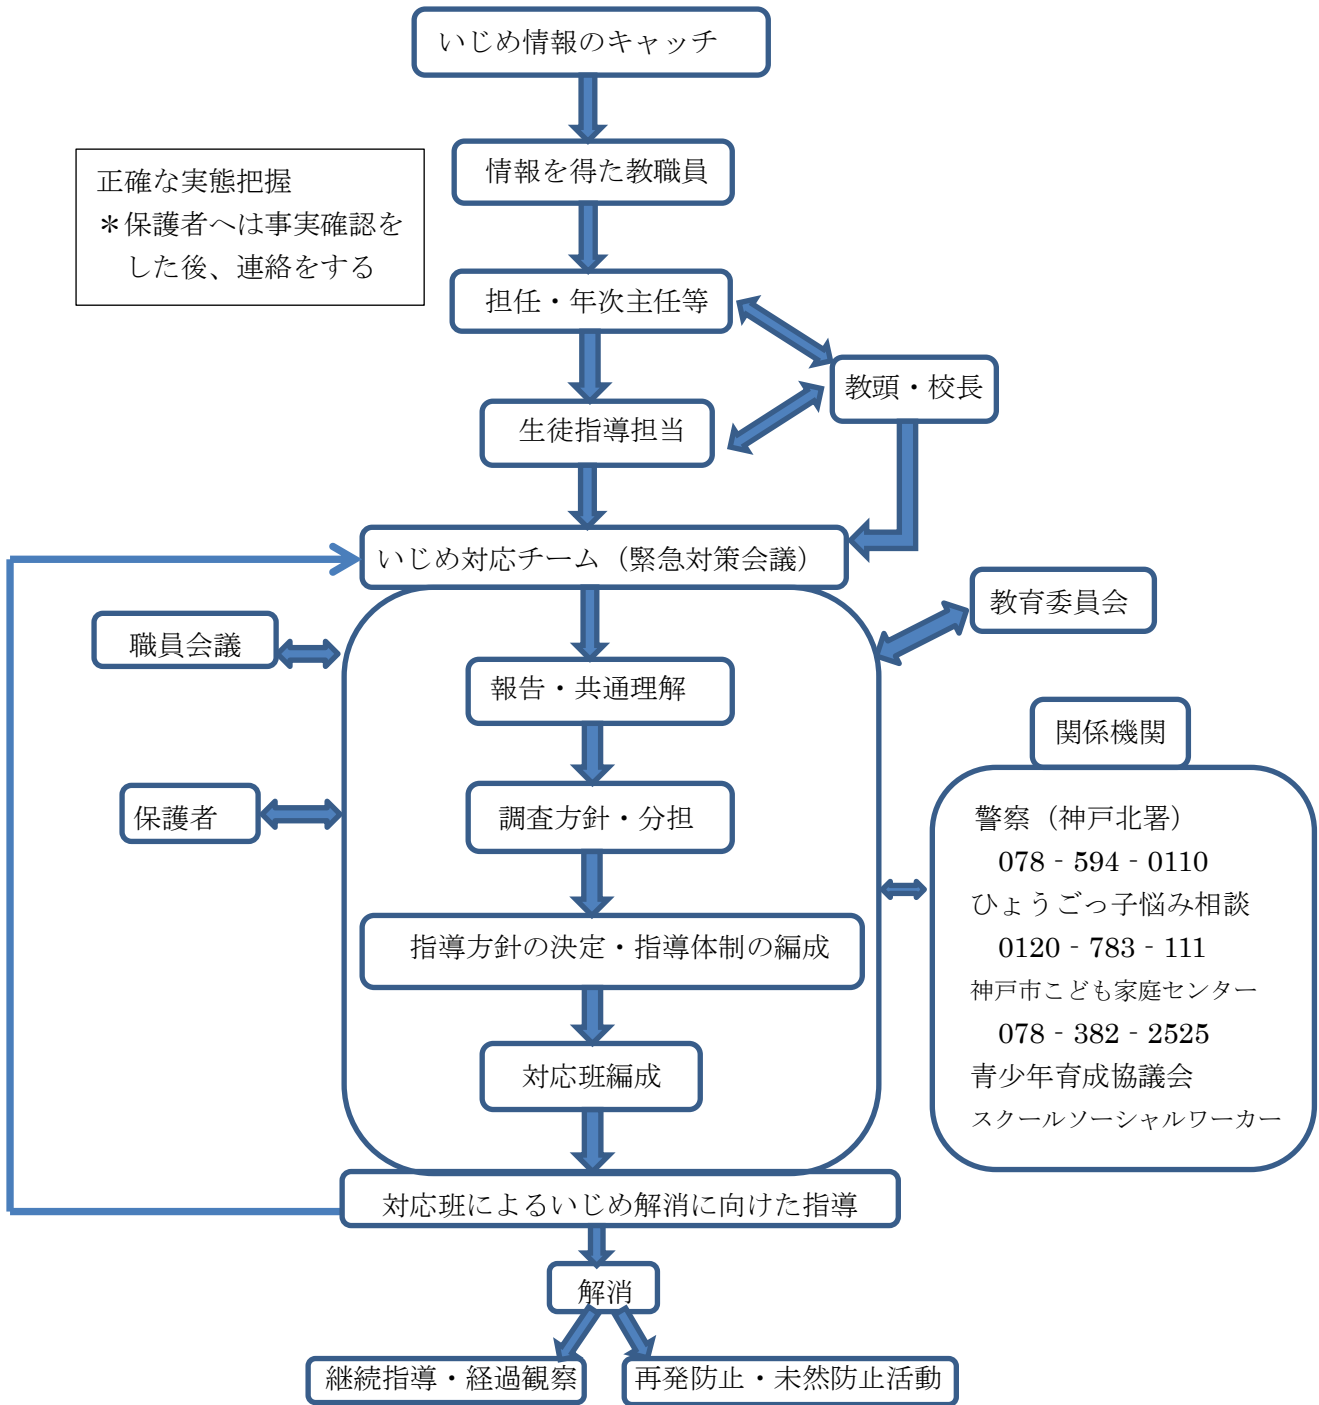 いじめ情報のキャッチ
情報を得た教職員
正確な実態把握
＊保護者へは事実確認を
した後、連絡をする
担任・年次主任等
教頭・校長
生徒指導担当
いじめ対応チーム（緊急対策会議）
教育委員会
職員会議
報告・共通理解
関係機関
保護者
調査方針・分担
警察（神戸北署）
078‐594‐0110
ひょうごっ子悩み相談
0120‐783‐111
神戸市こども家庭センター
078‐382‐2525
青少年育成協議会
スクールソーシャルワーカー
指導方針の決定・指導体制の編成
対応班編成
対応班によるいじめ解消に向けた指導
解消
継続指導・経過観察
再発防止・未然防止活動